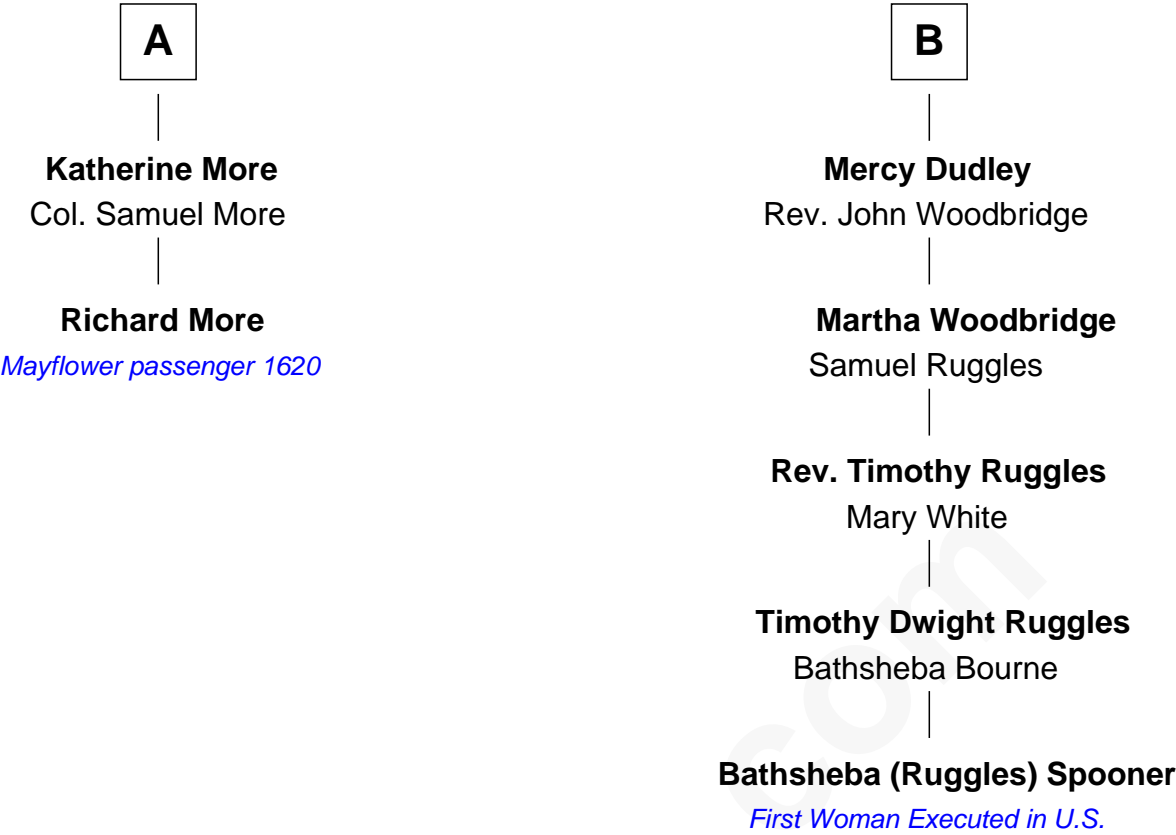 A
Katherine More
Col. Samuel More
Richard More
Mayflower passenger 1620
B
Mercy Dudley
Rev. John Woodbridge
Martha Woodbridge
Samuel Ruggles
Rev. Timothy Ruggles
Mary White
Timothy Dwight Ruggles
Bathsheba Bourne
Bathsheba (Ruggles) Spooner
First Woman Executed in U.S.
com